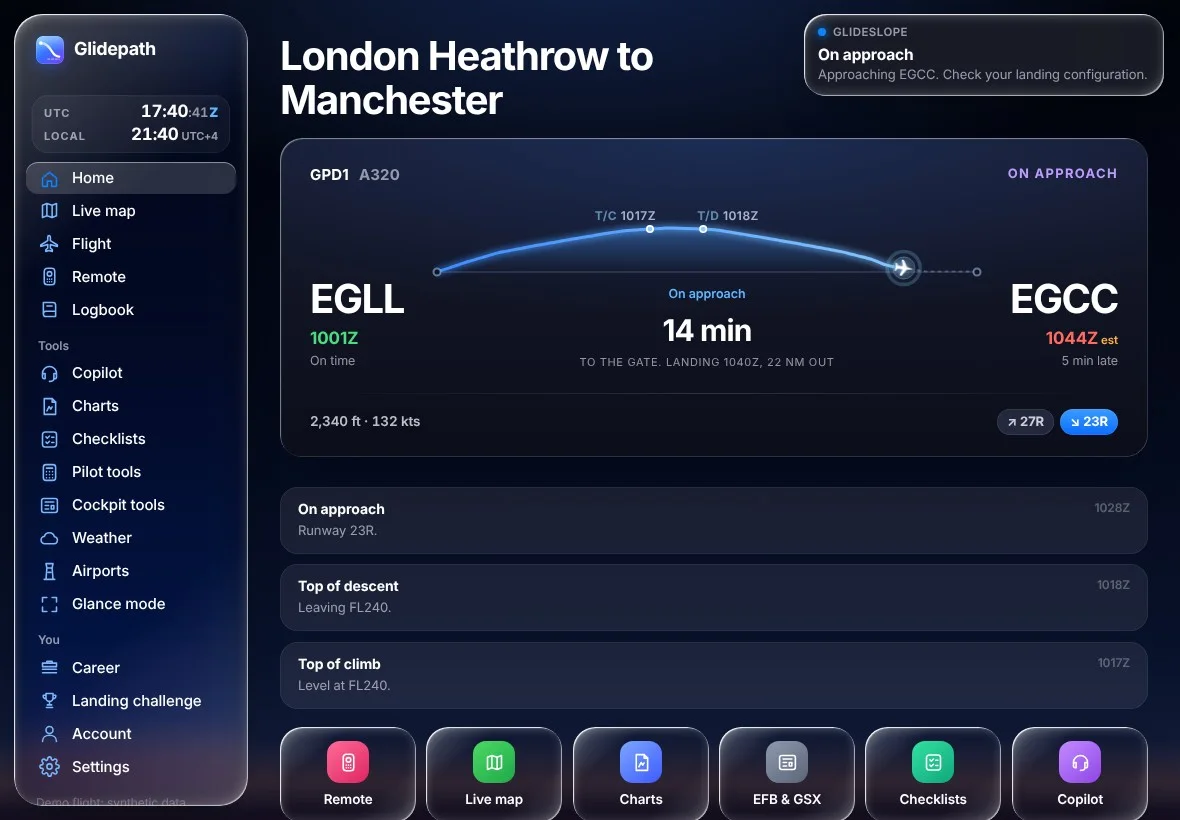 Glidepath
UTC 17:40:41Z
LOCAL 21:40 UTC+4
Home
Live map
Flight
Remote
Logbook
Tools
Copilot
Charts
Checklists
Pilot tools
Cockpit tools
Weather
Airports
Glance mode
You
Career
Landing challenge
Account
Settings
Demo flight: synthetic data
London Heathrow to
Manchester
GLIDESLOPE
On approach
Approaching EGCC. Check your landing configuration.
GPD1 A320
ON APPROACH
T/C 1017Z
T/D 1018Z
EGLL
1001Z
On time
On approach
14 min
TO THE GATE. LANDING 1040Z, 22 NM OUT
EGCC
1044Z est
5 min late
2,340 ft · 132 kts
↗ 27R
↘ 23R
On approach
1028Z
Runway 23R.
Top of descent
1018Z
Leaving FL240.
Top of climb
1017Z
Level at FL240.
Remote
Live map
Charts
EFB & GSX
Checklists
Copilot